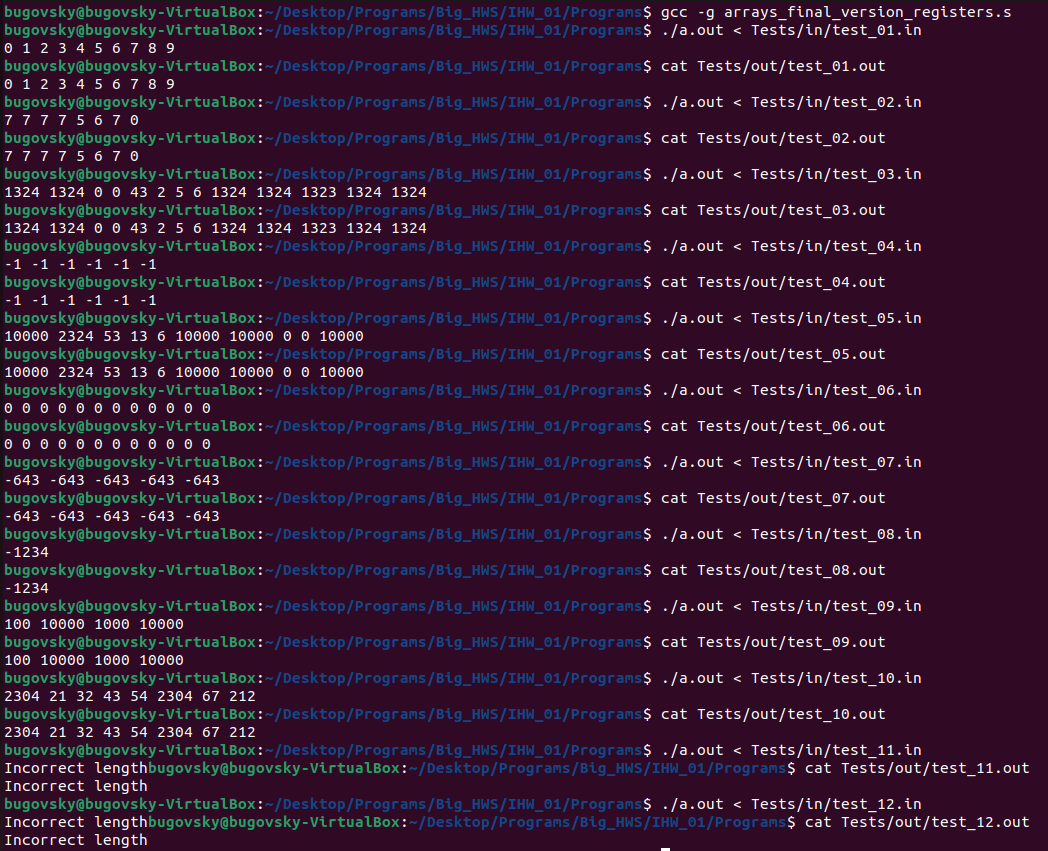 bugovsky@bugovsky-VirtualBox:~/Desktop/Programs/Big_HWS/IHW_01/Programs$ gcc -g arrays_final_version_registers.s
bugovsky@bugovsky-VirtualBox:~/Desktop/Programs/Big_HWS/IHW_01/Programs$ ./a.out < Tests/in/test_01.in
0 1 2 3 4 5 6 7 8 9
bugovsky@bugovsky-VirtualBox:~/Desktop/Programs/Big_HWS/IHW_01/Programs$ cat Tests/out/test_01.out
0 1 2 3 4 5 6 7 8 9
bugovsky@bugovsky-VirtualBox:~/Desktop/Programs/Big_HWS/IHW_01/Programs$ ./a.out < Tests/in/test_02.in
7 7 7 7 5 6 7 0
bugovsky@bugovsky-VirtualBox:~/Desktop/Programs/Big_HWS/IHW_01/Programs$ cat Tests/out/test_02.out
7 7 7 7 5 6 7 0
bugovsky@bugovsky-VirtualBox:~/Desktop/Programs/Big_HWS/IHW_01/Programs$ ./a.out < Tests/in/test_03.in
1324 1324 0 0 43 2 5 6 1324 1324 1323 1324 1324
bugovsky@bugovsky-VirtualBox:~/Desktop/Programs/Big_HWS/IHW_01/Programs$ cat Tests/out/test_03.out
1324 1324 0 0 43 2 5 6 1324 1324 1323 1324 1324
bugovsky@bugovsky-VirtualBox:~/Desktop/Programs/Big_HWS/IHW_01/Programs$ ./a.out < Tests/in/test_04.in
-1 -1 -1 -1 -1 -1
bugovsky@bugovsky-VirtualBox:~/Desktop/Programs/Big_HWS/IHW_01/Programs$ cat Tests/out/test_04.out
-1 -1 -1 -1 -1 -1
bugovsky@bugovsky-VirtualBox:~/Desktop/Programs/Big_HWS/IHW_01/Programs$ ./a.out < Tests/in/test_05.in
10000 2324 53 13 6 10000 10000 0 0 10000
bugovsky@bugovsky-VirtualBox:~/Desktop/Programs/Big_HWS/IHW_01/Programs$ cat Tests/out/test_05.out
10000 2324 53 13 6 10000 10000 0 0 10000
bugovsky@bugovsky-VirtualBox:~/Desktop/Programs/Big_HWS/IHW_01/Programs$ ./a.out < Tests/in/test_06.in
0 0 0 0 0 0 0 0 0 0 0 0
bugovsky@bugovsky-VirtualBox:~/Desktop/Programs/Big_HWS/IHW_01/Programs$ cat Tests/out/test_06.out
0 0 0 0 0 0 0 0 0 0 0 0
bugovsky@bugovsky-VirtualBox:~/Desktop/Programs/Big_HWS/IHW_01/Programs$ ./a.out < Tests/in/test_07.in
-643 -643 -643 -643 -643
bugovsky@bugovsky-VirtualBox:~/Desktop/Programs/Big_HWS/IHW_01/Programs$ cat Tests/out/test_07.out
-643 -643 -643 -643 -643
bugovsky@bugovsky-VirtualBox:~/Desktop/Programs/Big_HWS/IHW_01/Programs$ ./a.out < Tests/in/test_08.in
-1234
bugovsky@bugovsky-VirtualBox:~/Desktop/Programs/Big_HWS/IHW_01/Programs$ cat Tests/out/test_08.out
-1234
bugovsky@bugovsky-VirtualBox:~/Desktop/Programs/Big_HWS/IHW_01/Programs$ ./a.out < Tests/in/test_09.in
100 10000 1000 10000
bugovsky@bugovsky-VirtualBox:~/Desktop/Programs/Big_HWS/IHW_01/Programs$ cat Tests/out/test_09.out
100 10000 1000 10000
bugovsky@bugovsky-VirtualBox:~/Desktop/Programs/Big_HWS/IHW_01/Programs$ ./a.out < Tests/in/test_10.in
2304 21 32 43 54 2304 67 212
bugovsky@bugovsky-VirtualBox:~/Desktop/Programs/Big_HWS/IHW_01/Programs$ cat Tests/out/test_10.out
2304 21 32 43 54 2304 67 212
bugovsky@bugovsky-VirtualBox:~/Desktop/Programs/Big_HWS/IHW_01/Programs$ ./a.out < Tests/in/test_11.in
Incorrect lengthbugovsky@bugovsky-VirtualBox:~/Desktop/Programs/Big_HWS/IHW_01/Programs$ cat Tests/out/test_11.out
Incorrect length
bugovsky@bugovsky-VirtualBox:~/Desktop/Programs/Big_HWS/IHW_01/Programs$ ./a.out < Tests/in/test_12.in
Incorrect lengthbugovsky@bugovsky-VirtualBox:~/Desktop/Programs/Big_HWS/IHW_01/Programs$ cat Tests/out/test_12.out
Incorrect length